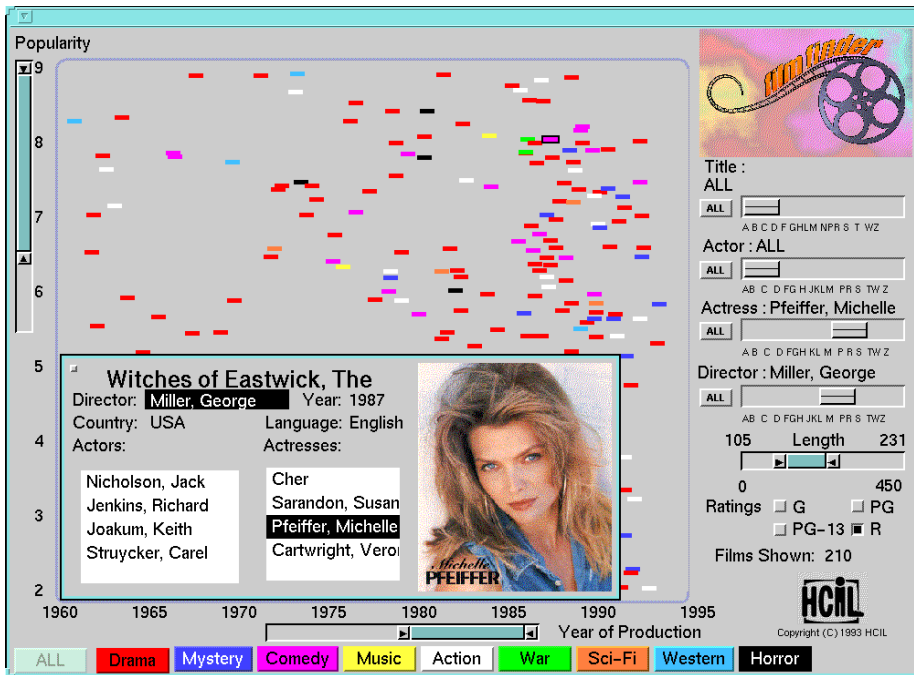 Popularity
film finder
9
8
7
6
5
4
3
2
1960 1965 1970 1975 1980 1985 1990 1995
Year of Production
Witches of Eastwick, The
Director: Miller, George Year: 1987
Country: USA Language: English
Actors: Actresses:
Nicholson, Jack
Jenkins, Richard
Joakum, Keith
Struycker, Carel
Cher
Sarandon, Susan
Pfeiffer, Michelle
Cartwright, Vero
Michelle
PFEIFFER
Title :
ALL
ALL
A B C D F GHLM NPR S T WZ
Actor : ALL
ALL
AB C D FG H JKLM P R S TW Z
Actress : Pfeiffer, Michelle
ALL
A B C D FGH KL M P R S TW Z
Director : Miller, George
ALL
AB C D FGH JKL M PR S TWZ
105 Length 231
0 450
Ratings G PG
PG-13 R
Films Shown: 210
HCIL
Copyright (C) 1993 HCIL
ALL Drama Mystery Comedy Music Action War Sci-Fi Western Horror